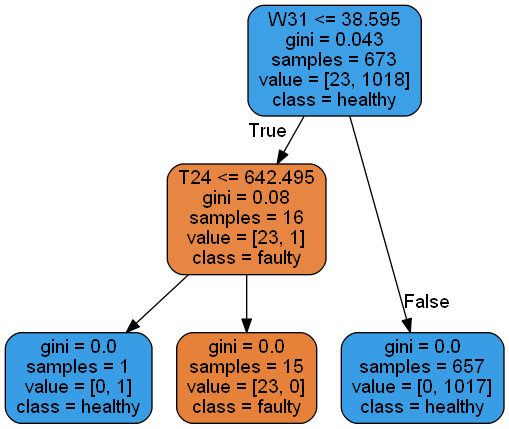 W31 <= 38.595
gini = 0.043
samples = 673
value = [23, 1018]
class = healthy
True
T24 <= 642.495
gini = 0.08
samples = 16
value = [23, 1]
class = faulty
False
gini = 0.0
samples = 1
value = [0, 1]
class = healthy
gini = 0.0
samples = 15
value = [23, 0]
class = faulty
gini = 0.0
samples = 657
value = [0, 1017]
class = healthy